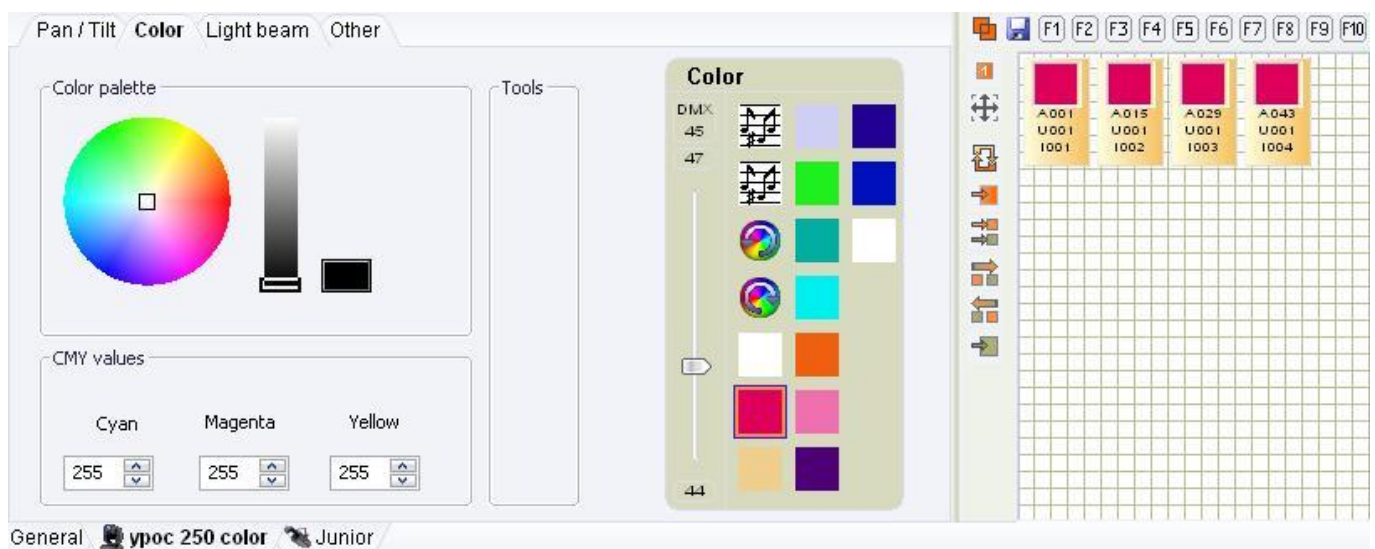 Pan / Tilt Color Light beam Other
F1 F2 F3 F4 F5 F6 F7 F8 F9 F10
Color palette
Tools
Color
DMX
45
47
44
A001 A015 A029 A043
U001 U001 U001 U001
I001 I002 I003 I004
CMY values
Cyan Magenta Yellow
255 255 255
General ypoc 250 color Junior